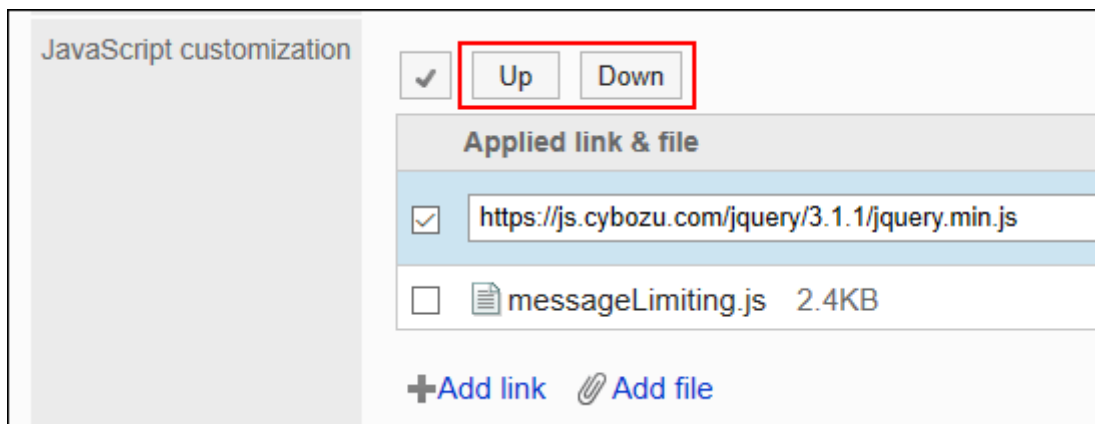 JavaScript customization
Up Down
Applied link & file
https://js.cybozu.com/jquery/3.1.1/jquery.min.js
messageLimiting.js 2.4KB
Add link Add file